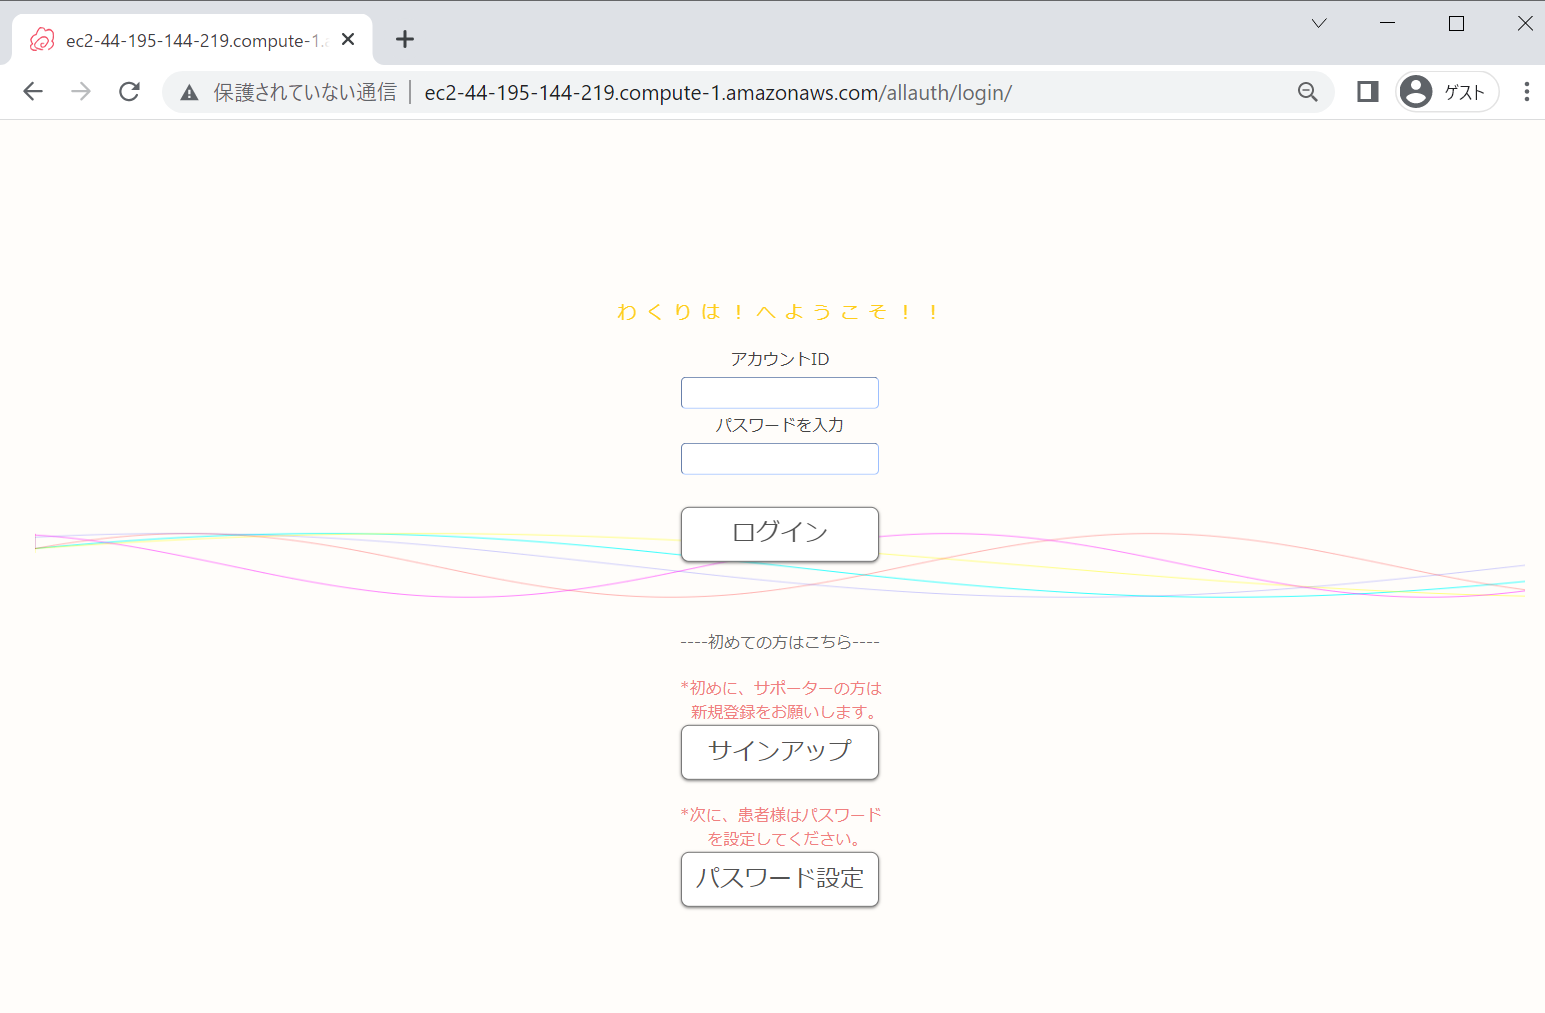 ec2-44-195-144-219.compute-1.a
保護されていない通信 | ec2-44-195-144-219.compute-1.amazonaws.com/allauth/login/
ゲスト
わくりは！へようこそ！！
アカウントID
パスワードを入力
ログイン
----初めての方はこちら----
*初めに、サポーターの方は
新規登録をお願いします。
サインアップ
*次に、患者様はパスワード
を設定してください。
パスワード設定